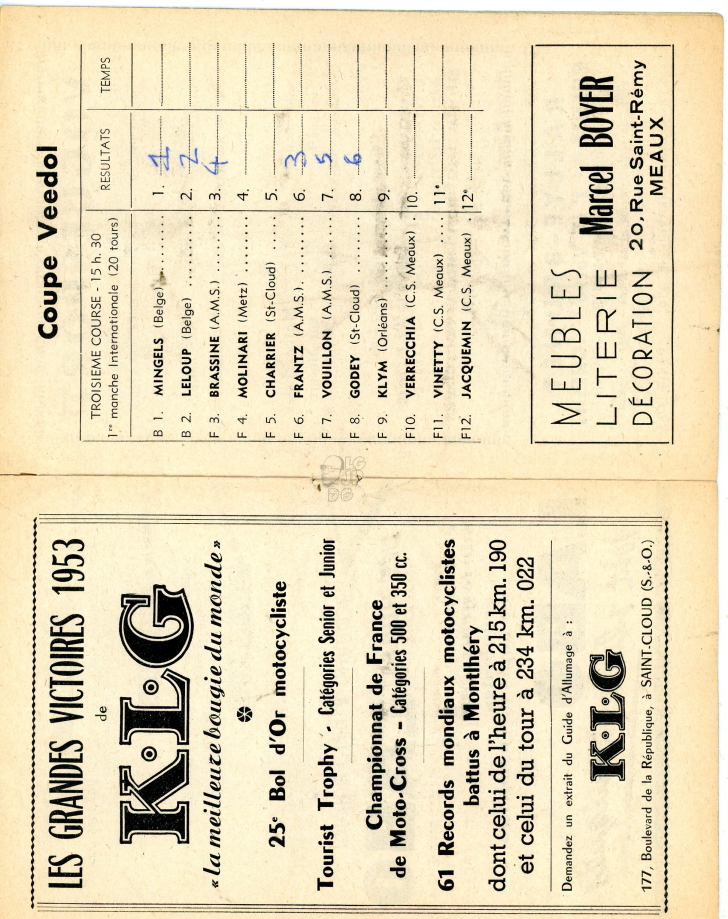 LES GRANDES VICTOIRES 1953
de
K·L·G
«la meilleure bougie du monde»
25e Bol d'Or motocycliste
Tourist Trophy - Catégories Senior et Junior
Championnat de France
de Moto-Cross - Catégories 500 et 350 cc.
61 Records mondiaux motocyclistes
battus à Montlhéry
dont celui de l'heure à 215 km. 190
et celui du tour à 234 km. 022
Demandez un extrait du Guide d'Allumage à :
K·L·G
177, Boulevard de la République, à SAINT-CLOUD (S.-&-O.)
Coupe Veedol
TROISIEME COURSE - 15 h. 30
1re manche Internationale (20 tours)
RESULTATS
TEMPS
B 1. MINGELS (Belge) ........ 1. 1
B 2. LELOUP (Belge) ........ 2. 2
F 3. BRASSINE (A.M.S.) ...... 3. 4
F 4. MOLINARI (Metz) ....... 4.
F 5. CHARRIER (St-Cloud) .... 5.
F 6. FRANTZ (A.M.S.) ....... 6. 3
F 7. VOUILLON (A.M.S.) ..... 7. 5
F 8. GODEY (St-Cloud) ...... 8. 6
F 9. KLYM (Orléans) ........ 9.
F10. VERRECCHIA (C.S. Meaux) . 10.
F11. VINETTY (C.S. Meaux) .... 11e
F12. JACQUEMIN (C.S. Meaux) . 12e
MEUBLES
LITERIE
DÉCORATION
Marcel BOYER
20, Rue Saint-Rémy
MEAUX